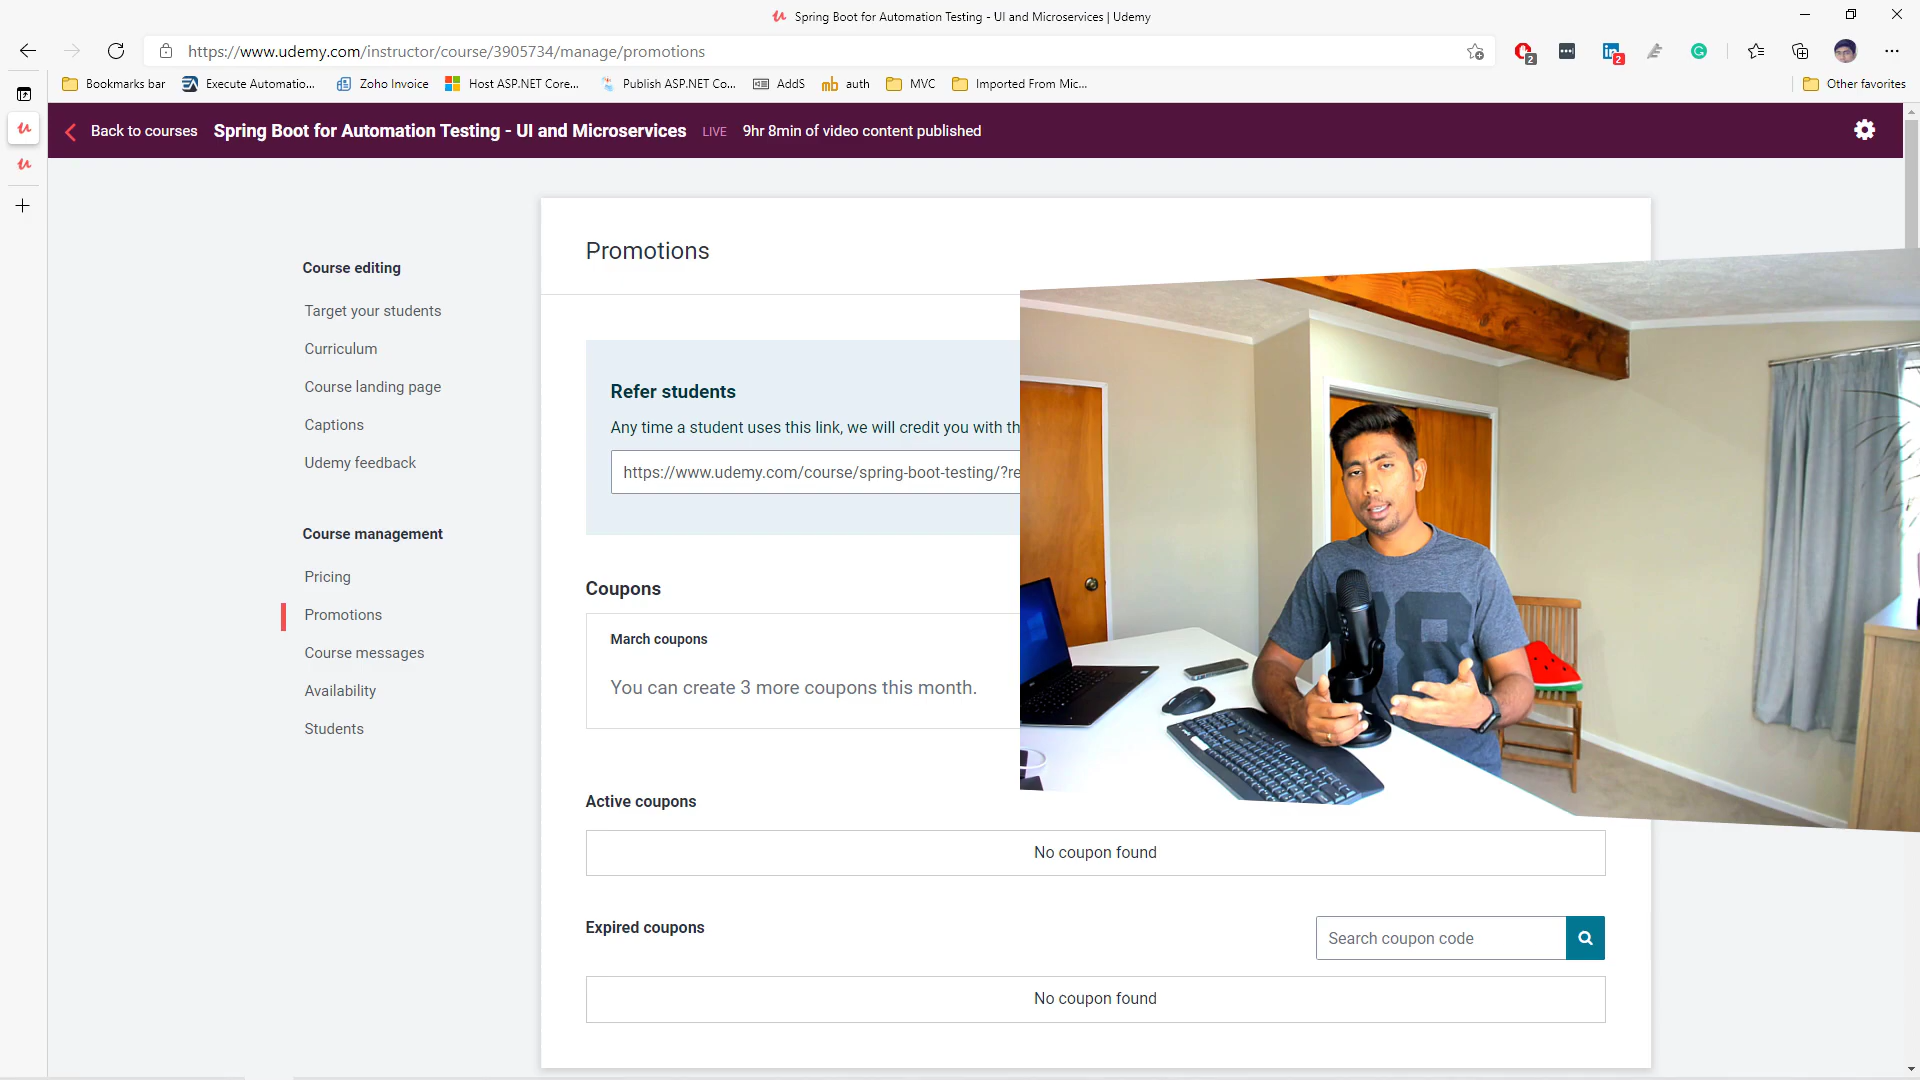 Spring Boot for Automation Testing - UI and Microservices | Udemy
https://www.udemy.com/instructor/course/3905734/manage/promotions
2
2
Bookmarks bar
Execute Automatio...
Zoho Invoice
Host ASP.NET Core...
Publish ASP.NET Co...
AddS
auth
MVC
Imported From Mic...
Other favorites
Back to courses
Spring Boot for Automation Testing - UI and Microservices
LIVE
9hr 8min of video content published
Course editing
Target your students
Curriculum
Course landing page
Captions
Udemy feedback
Course management
Pricing
Promotions
Course messages
Availability
Students
Promotions
Refer students
Any time a student uses this link, we will credit you with th
https://www.udemy.com/course/spring-boot-testing/?re
Coupons
March coupons
You can create 3 more coupons this month.
Active coupons
No coupon found
Expired coupons
Search coupon code
No coupon found